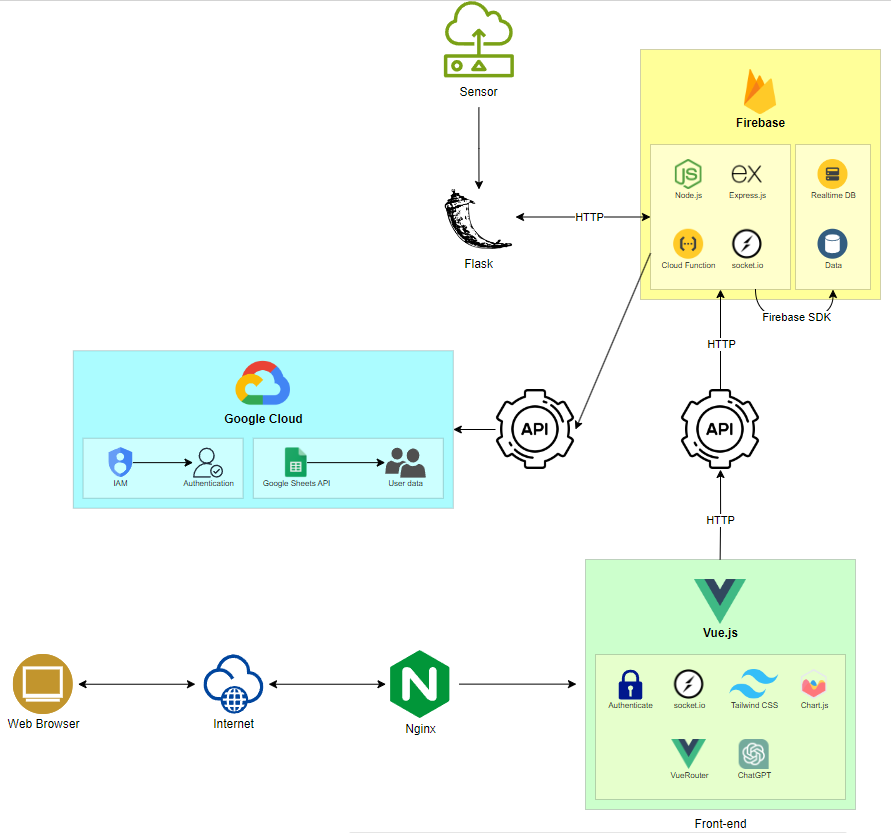 Sensor
Firebase
JS
Node.js
ex
Express.js
Realtime DB
HTTP
Flask
Cloud Function
socket.io
Data
Firebase SDK
HTTP
Google Cloud
API
API
IAM
Authentication
Google Sheets API
User data
HTTP
Vue.js
Web Browser
Internet
N
Nginx
Authenticate
socket.io
Tailwind CSS
Chart.js
VueRouter
ChatGPT
Front-end